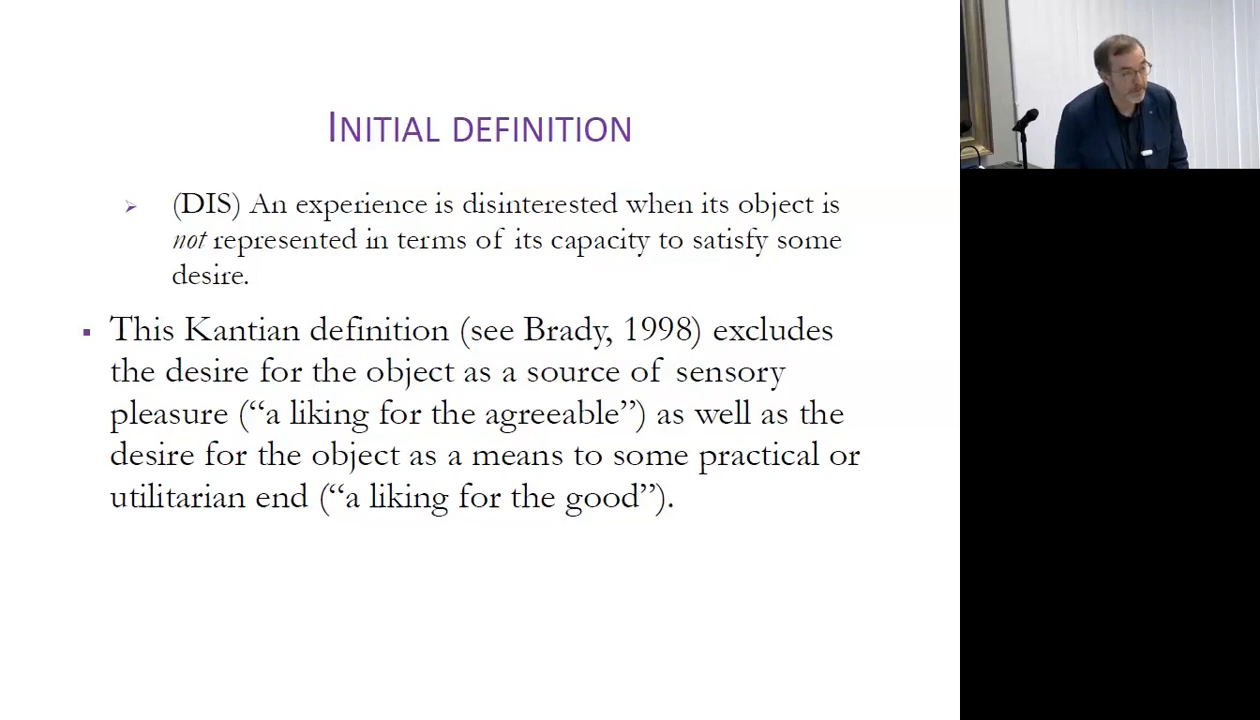 INITIAL DEFINITION
(DIS) An experience is disinterested when its object is
not represented in terms of its capacity to satisfy some
desire.
This Kantian definition (see Brady, 1998) excludes
the desire for the object as a source of sensory
pleasure (“a liking for the agreeable”) as well as the
desire for the object as a means to some practical or
utilitarian end (“a liking for the good”).